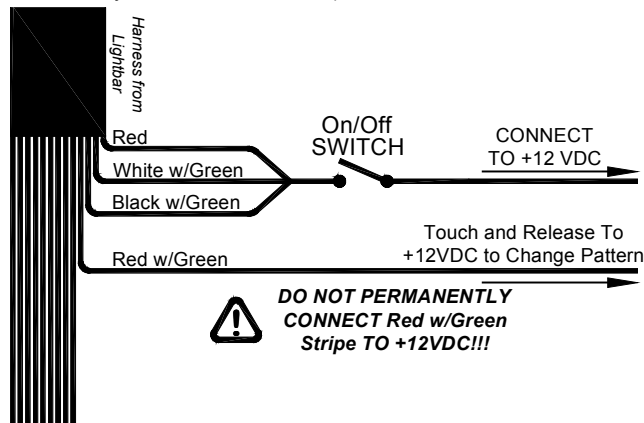 Harness from
Lightbar
Red
White w/Green
Black w/Green
On/Off
SWITCH
CONNECT
TO +12 VDC
Red w/Green
Touch and Release To
+12VDC to Change Pattern
DO NOT PERMANENTLY
CONNECT Red w/Green
Stripe TO +12VDC!!!